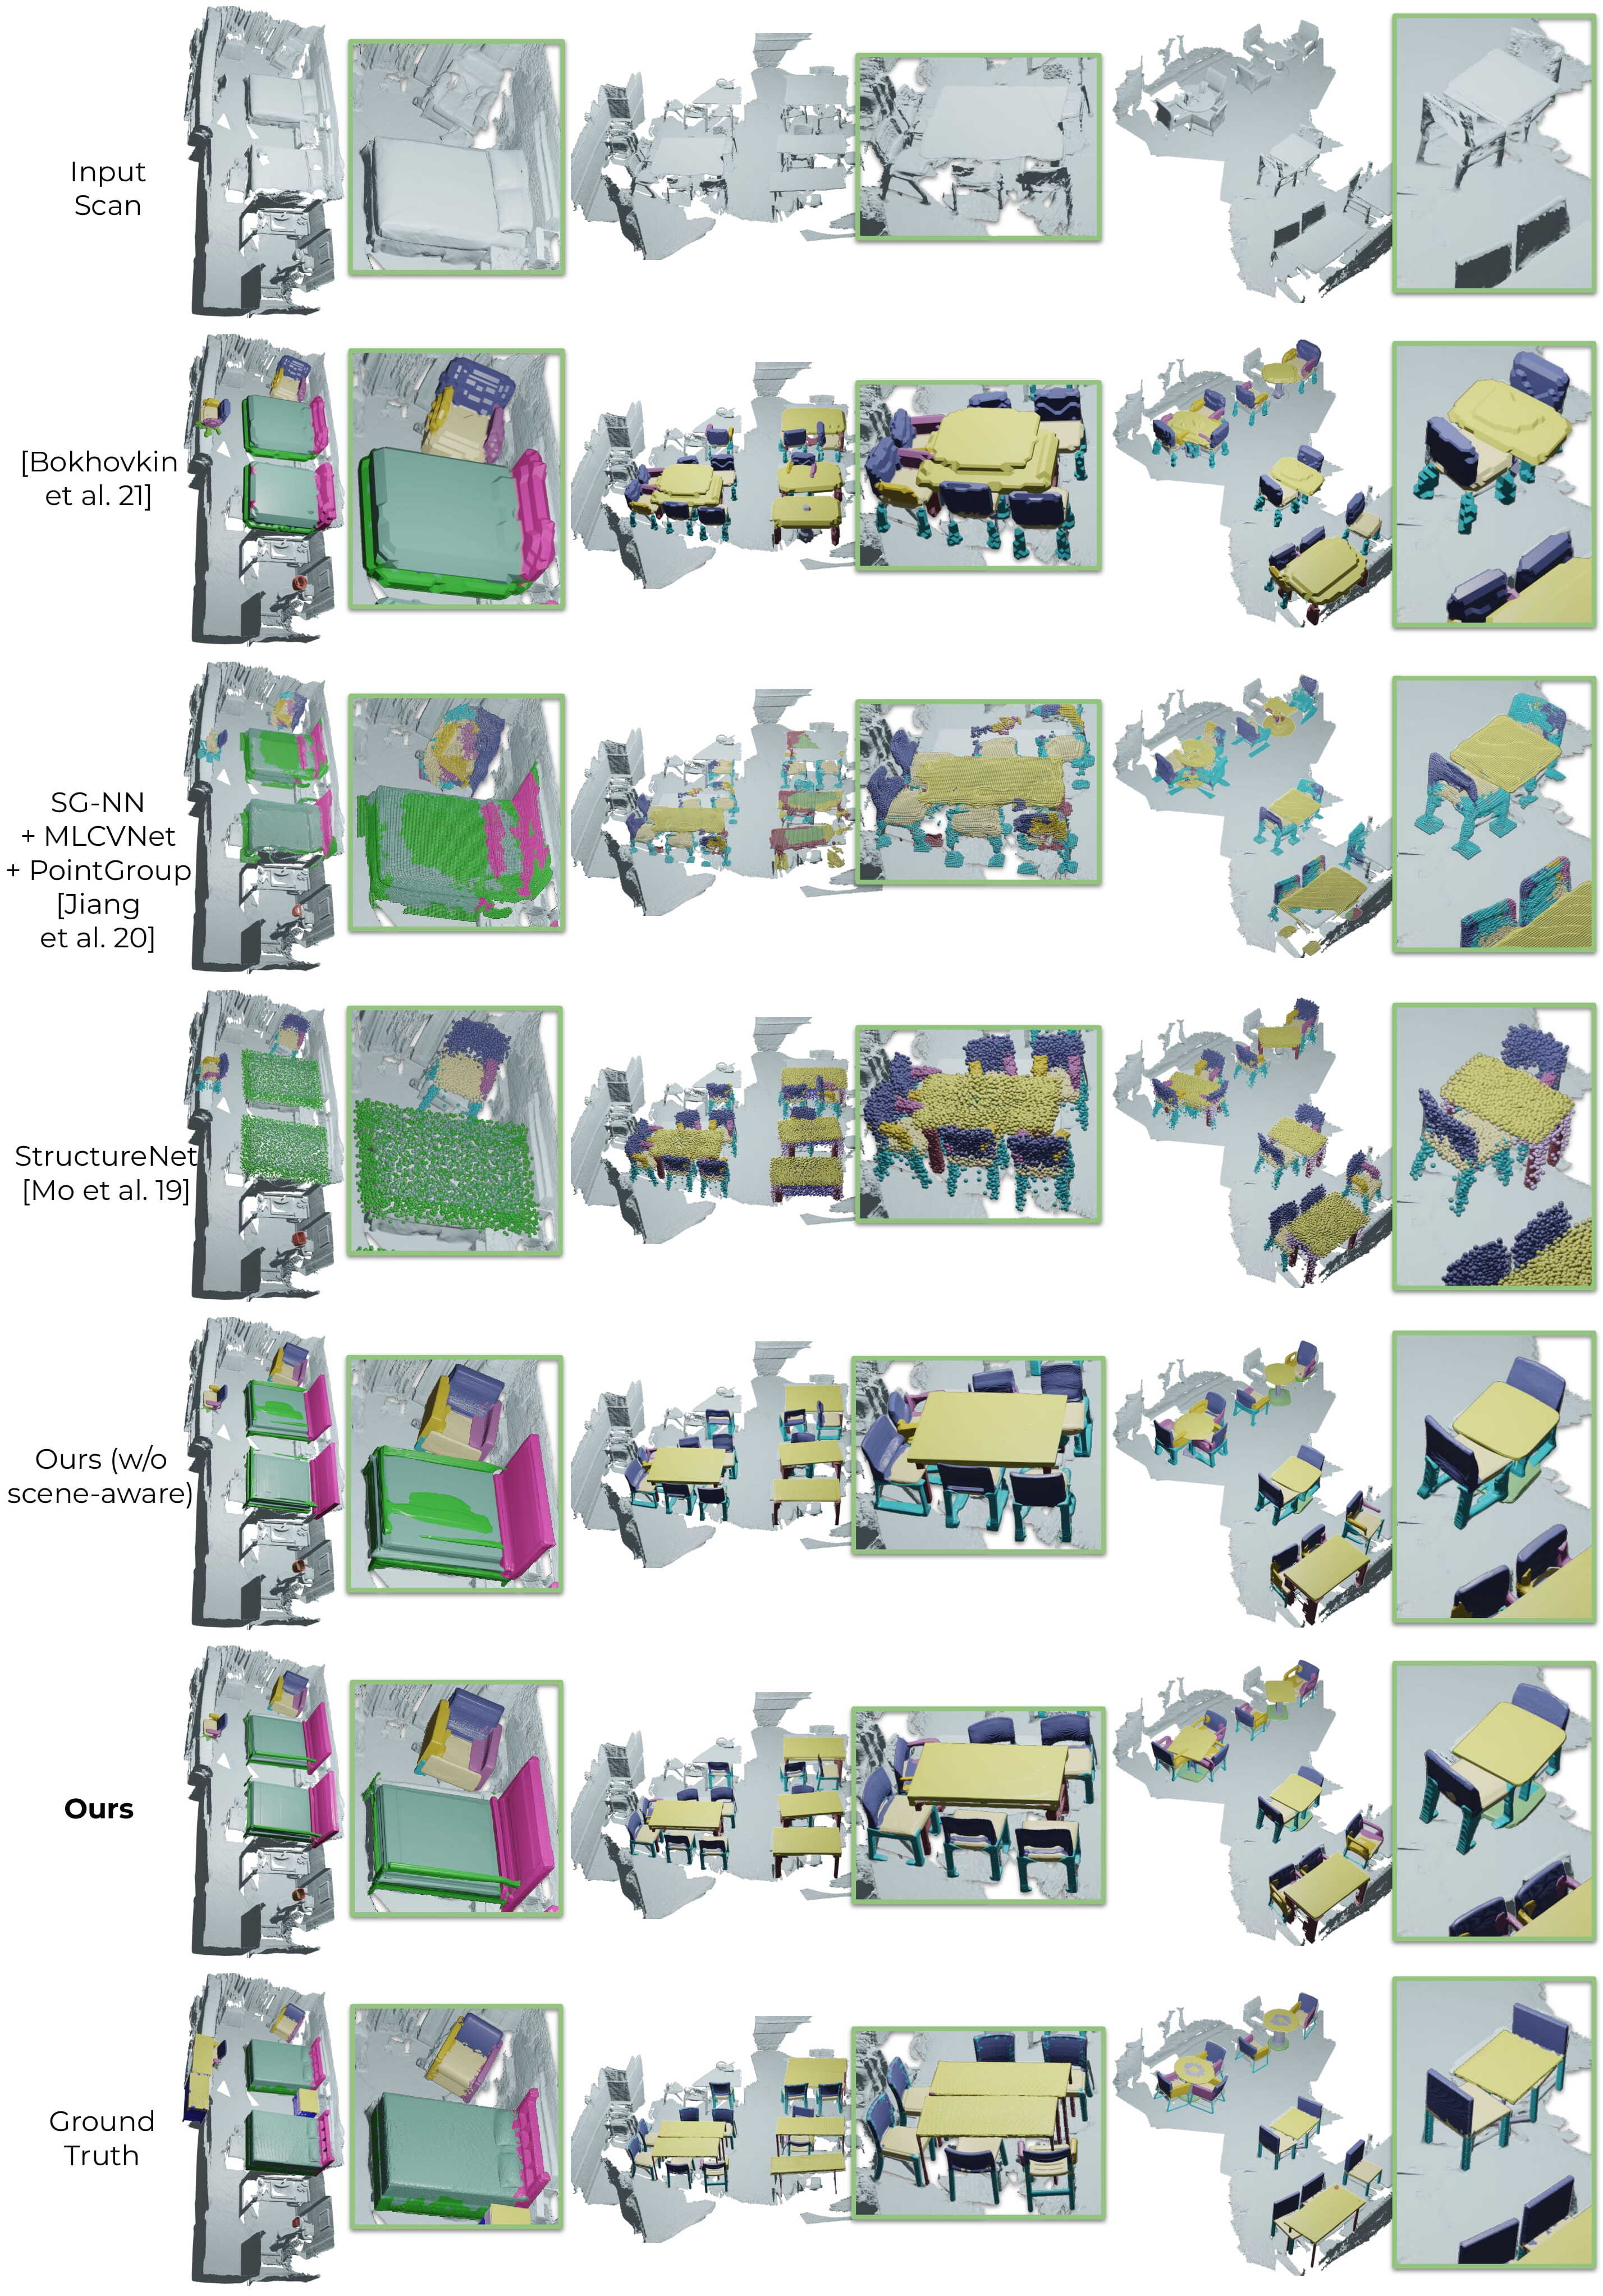 Input
Scan
[Bokhovkin
et al. 21]
SG-NN
+ MLCVNet
+ PointGroup
[Jiang
et al. 20]
StructureNet
[Mo et al. 19]
Ours (w/o
scene-aware)
Ours
Ground
Truth